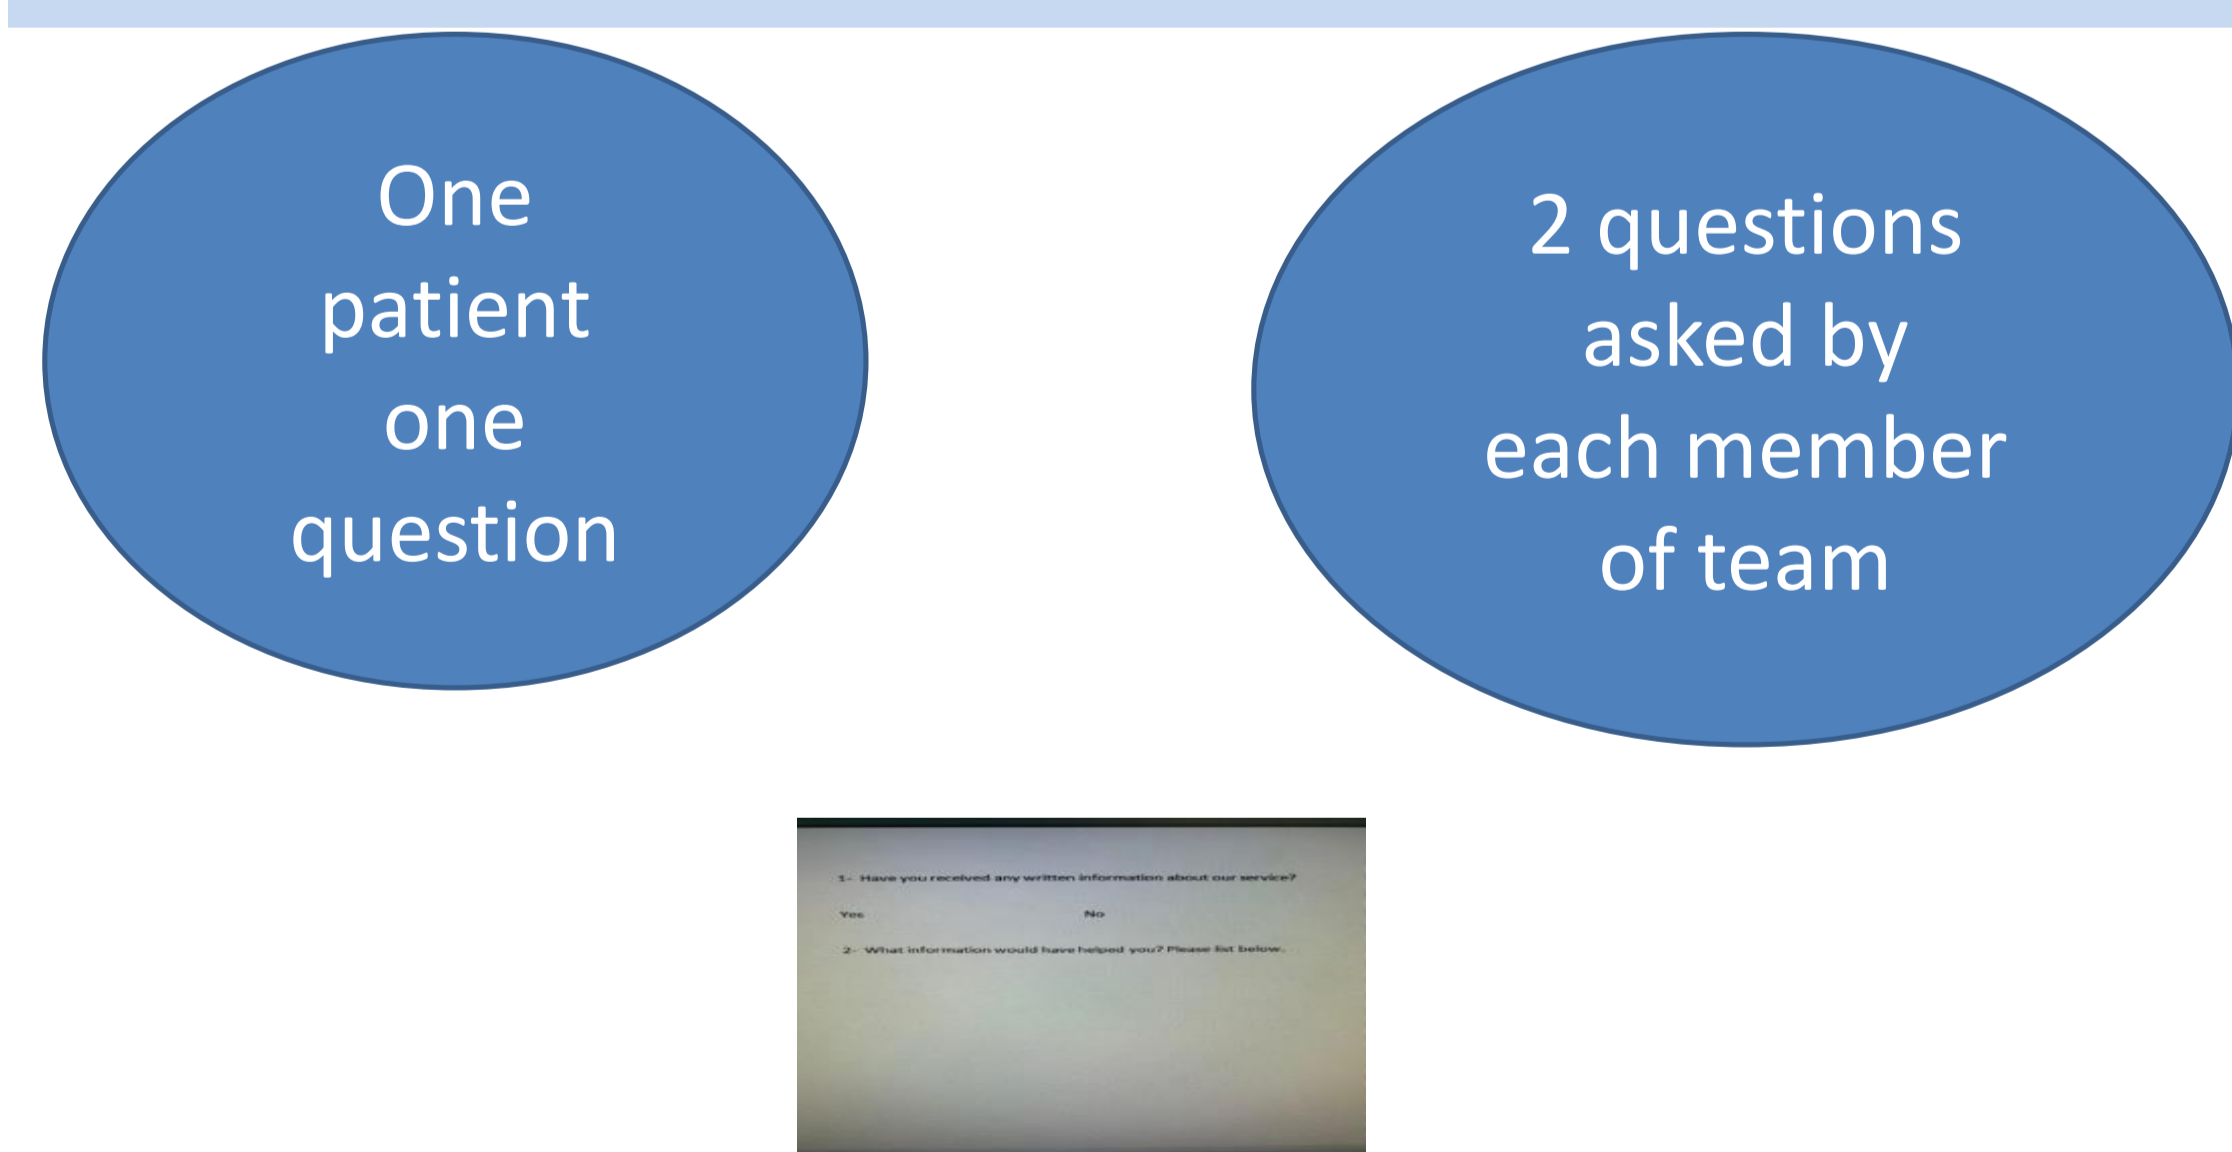 One
patient
one
question
2 questions
asked by
each member
of team
1- Have you received any written information about our service?
Yes No
2- What information would have helped you? Please list below.